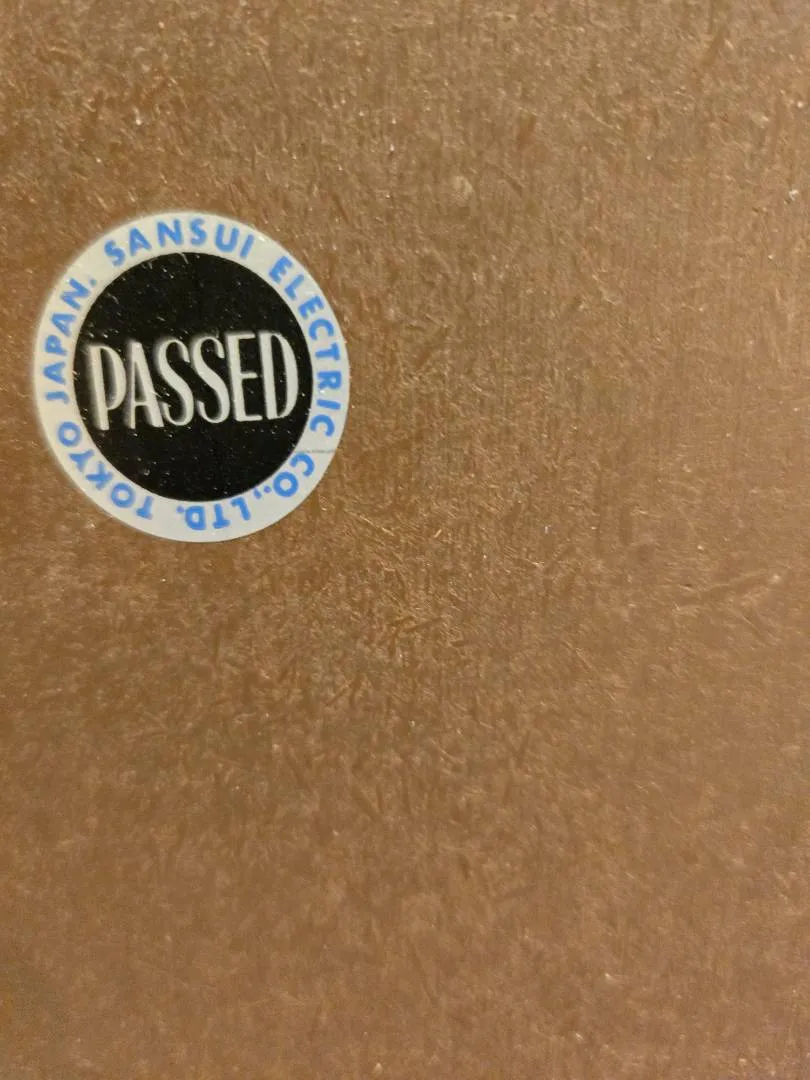 SANSUI ELECTRIC CO., LTD. TOKYO JAPAN.
PASSED